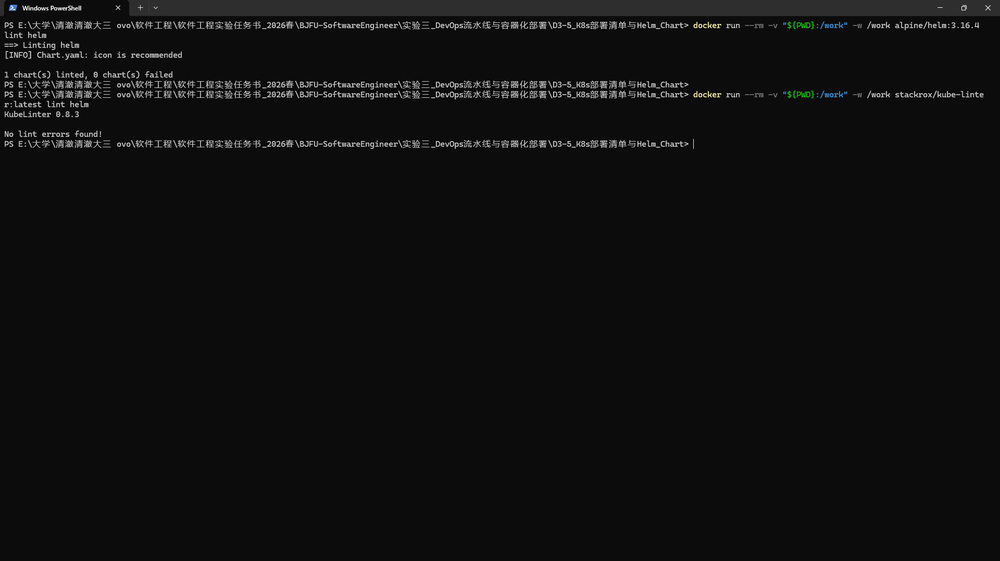 Windows PowerShell
PS E:\大学\清澈清澈大三 ovo\软件工程\软件工程实验任务书_2026春\BJFU-SoftwareEngineer\实验三_DevOps流水线与容器化部署\D3-5_K8s部署清单与Helm_Chart> docker run --rm -v "${PWD}:/work" -w /work alpine/helm:3.16.4
lint helm
==> Linting helm
[INFO] Chart.yaml: icon is recommended
1 chart(s) linted, 0 chart(s) failed
PS E:\大学\清澈清澈大三 ovo\软件工程\软件工程实验任务书_2026春\BJFU-SoftwareEngineer\实验三_DevOps流水线与容器化部署\D3-5_K8s部署清单与Helm_Chart>
PS E:\大学\清澈清澈大三 ovo\软件工程\软件工程实验任务书_2026春\BJFU-SoftwareEngineer\实验三_DevOps流水线与容器化部署\D3-5_K8s部署清单与Helm_Chart> docker run --rm -v "${PWD}:/work" -w /work stackrox/kube-linte
r:latest lint helm
KubeLinter 0.8.3
No lint errors found!
PS E:\大学\清澈清澈大三 ovo\软件工程\软件工程实验任务书_2026春\BJFU-SoftwareEngineer\实验三_DevOps流水线与容器化部署\D3-5_K8s部署清单与Helm_Chart>